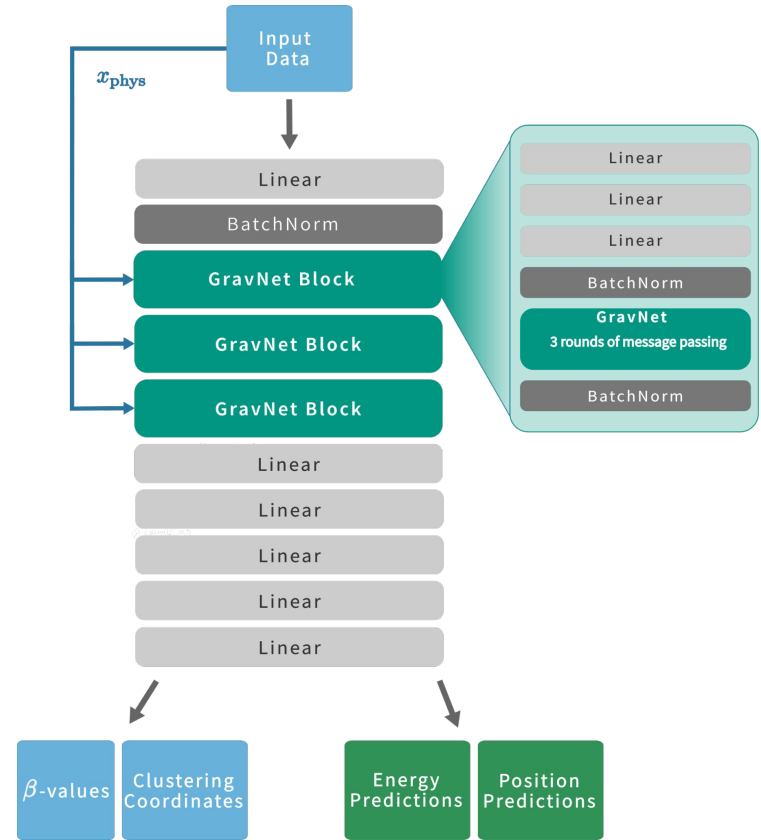 Input
Data
x_phys
Linear
BatchNorm
GravNet Block
GravNet Block
GravNet Block
Linear
Linear
Linear
Linear
Linear
Linear
Linear
Linear
BatchNorm
GravNet
3 rounds of message passing
BatchNorm
β-values
Clustering
Coordinates
Energy
Predictions
Position
Predictions